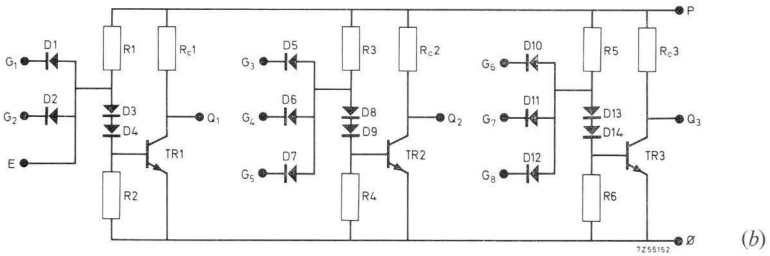 P
D1
G1
R1
Rc1
D2
G2
D3
D4
E
Q1
TR1
R2
D5
G3
R3
Rc2
D6
G4
D8
D9
D7
G5
Q2
TR2
R4
D10
G6
R5
Rc3
D11
G7
D13
D14
D12
G8
Q3
TR3
R6
Ø
7Z55152
(b)